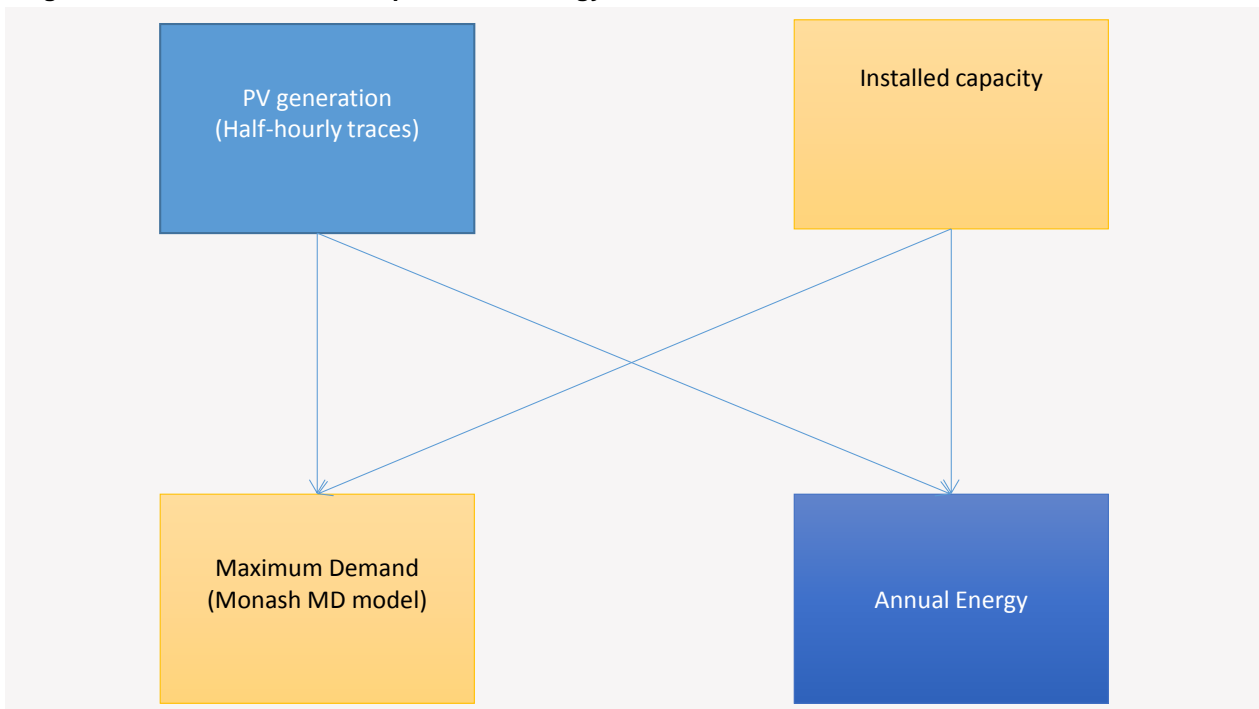 PV generation
(Half-hourly traces)
Installed capacity
Maximum Demand
(Monash MD model)
Annual Energy